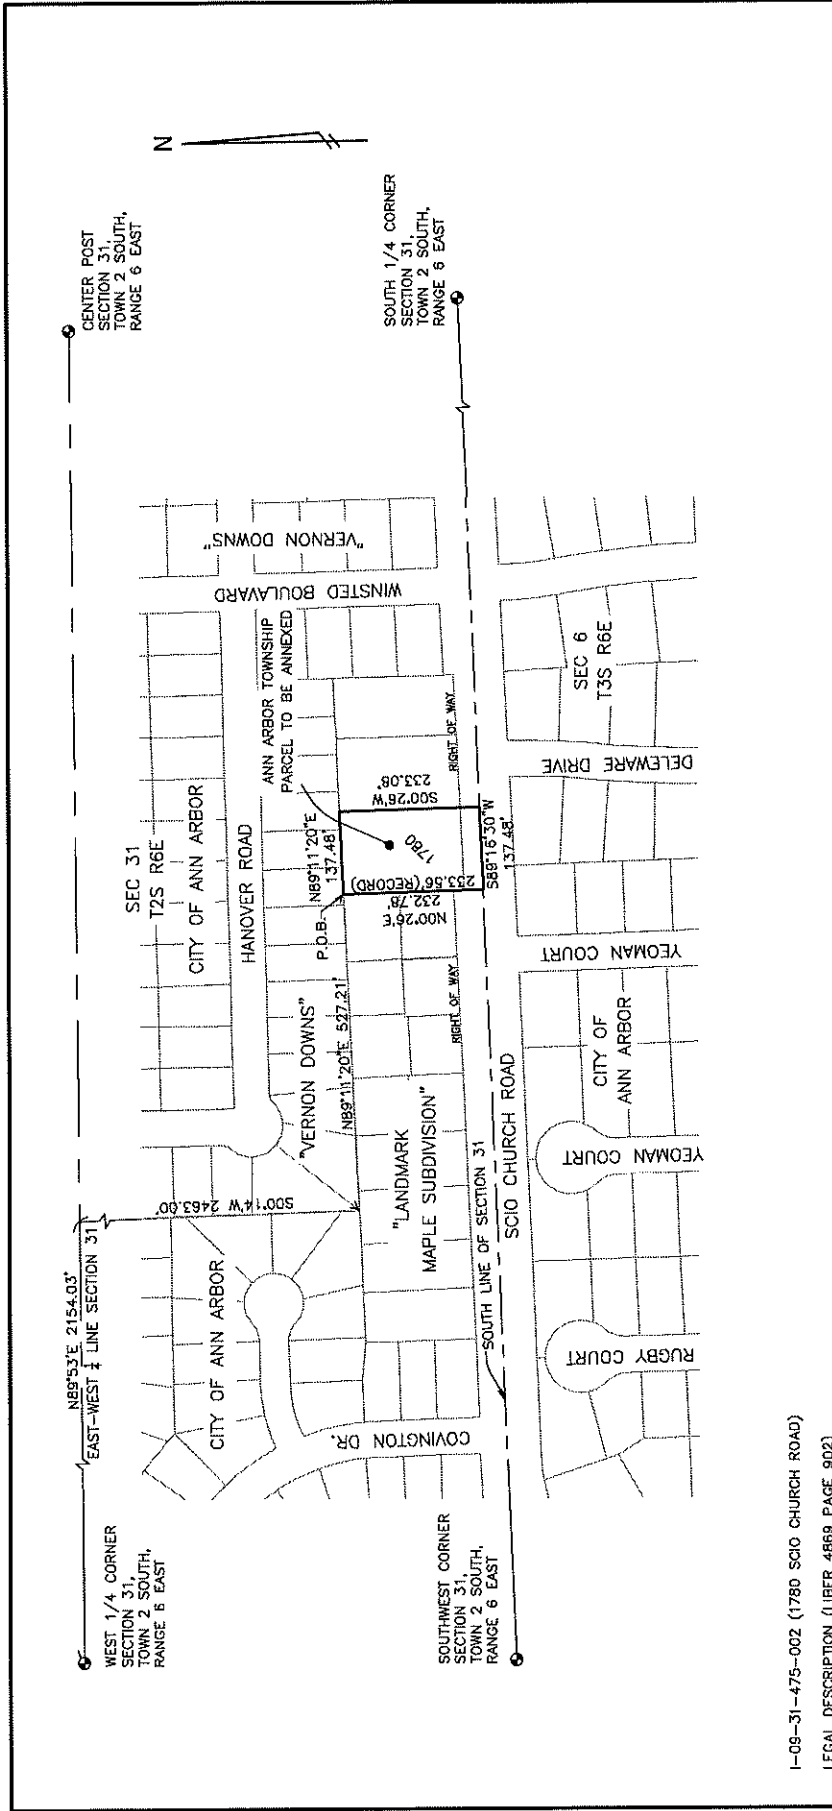 N
CENTER POST
SECTION 31,
TOWN 2 SOUTH,
RANGE 6 EAST
N89°53'E 2154.03'
EAST-WEST ¼ LINE SECTION 31
WEST 1/4 CORNER
SECTION 31,
TOWN 2 SOUTH,
RANGE 6 EAST
S00°14'W 2463.00'
SEC 31
T2S R6E
CITY OF ANN ARBOR
CITY OF ANN ARBOR
HANOVER ROAD
"VERNON DOWNS"
WINSTED BOULAVARD
"VERNON DOWNS"
ANN ARBOR TOWNSHIP
PARCEL TO BE ANNEXED
P.O.B.
N89°11'20"E
137.48'
N89°11'20"E 527.21'
S00°26'W
233.08'
1780
233.56'(RECORD)
232.78'
N00°26'E
S89°16'30"W
137.48'
RIGHT OF WAY
RIGHT OF WAY
"LANDMARK
MAPLE SUBDIVISION"
COVINGTON DR.
SOUTH LINE OF SECTION 31
SCIO CHURCH ROAD
SOUTHWEST CORNER
SECTION 31,
TOWN 2 SOUTH,
RANGE 6 EAST
SOUTH 1/4 CORNER
SECTION 31,
TOWN 2 SOUTH,
RANGE 6 EAST
RUGBY COURT
YEOMAN COURT
CITY OF
ANN ARBOR
YEOMAN COURT
DELEWARE DRIVE
SEC 6
T3S R6E
I-09-31-475-002 (1780 SCIO CHURCH ROAD)
LEGAL DESCRIPTION (LIBER 4869 PAGE 902)